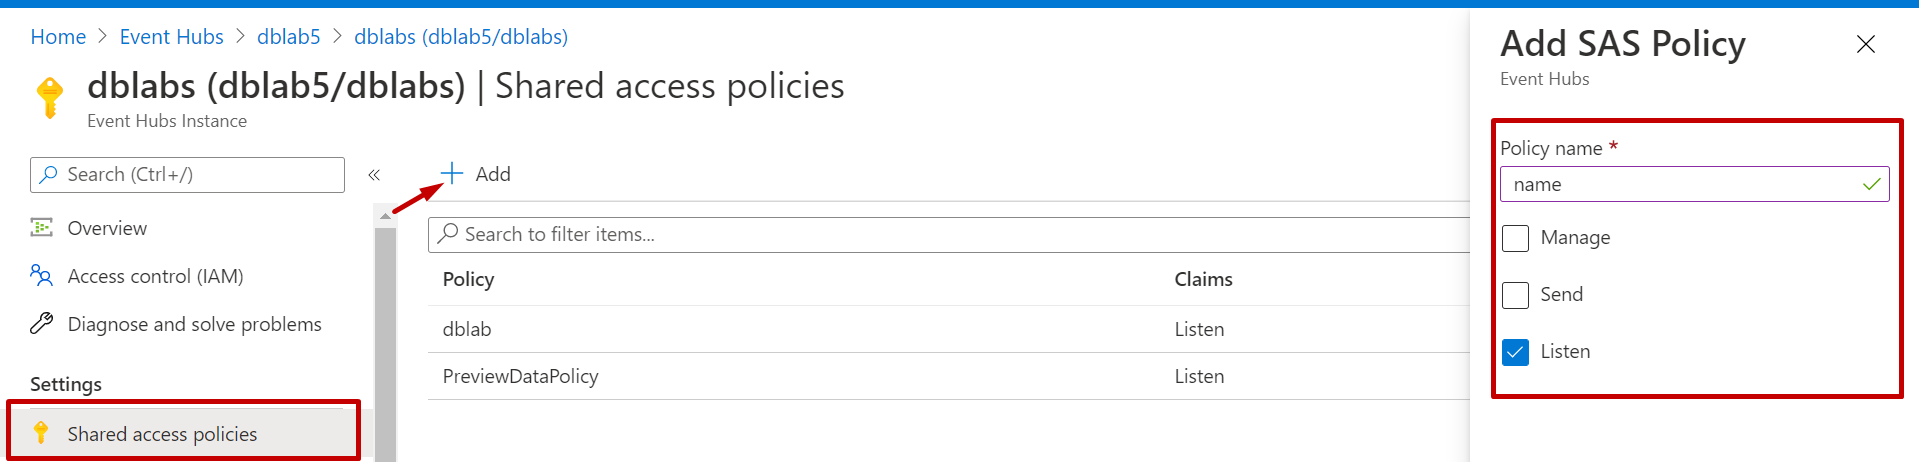 Home > Event Hubs > dblab5 > dblabs (dblab5/dblabs)
dblabs (dblab5/dblabs) | Shared access policies
Event Hubs Instance
Search (Ctrl+/)
«
Overview
Access control (IAM)
Diagnose and solve problems
Settings
Shared access policies
+ Add
Search to filter items...
Policy Claims
dblab Listen
PreviewDataPolicy Listen
Add SAS Policy
Event Hubs
Policy name *
name
Manage
Send
Listen